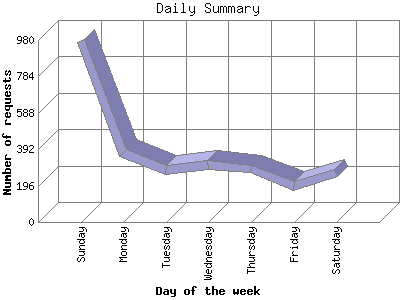 Daily Summary
Number of requests
980
784
588
392
196
0
Sunday
Monday
Tuesday
Wednesday
Thursday
Friday
Saturday
Day of the week